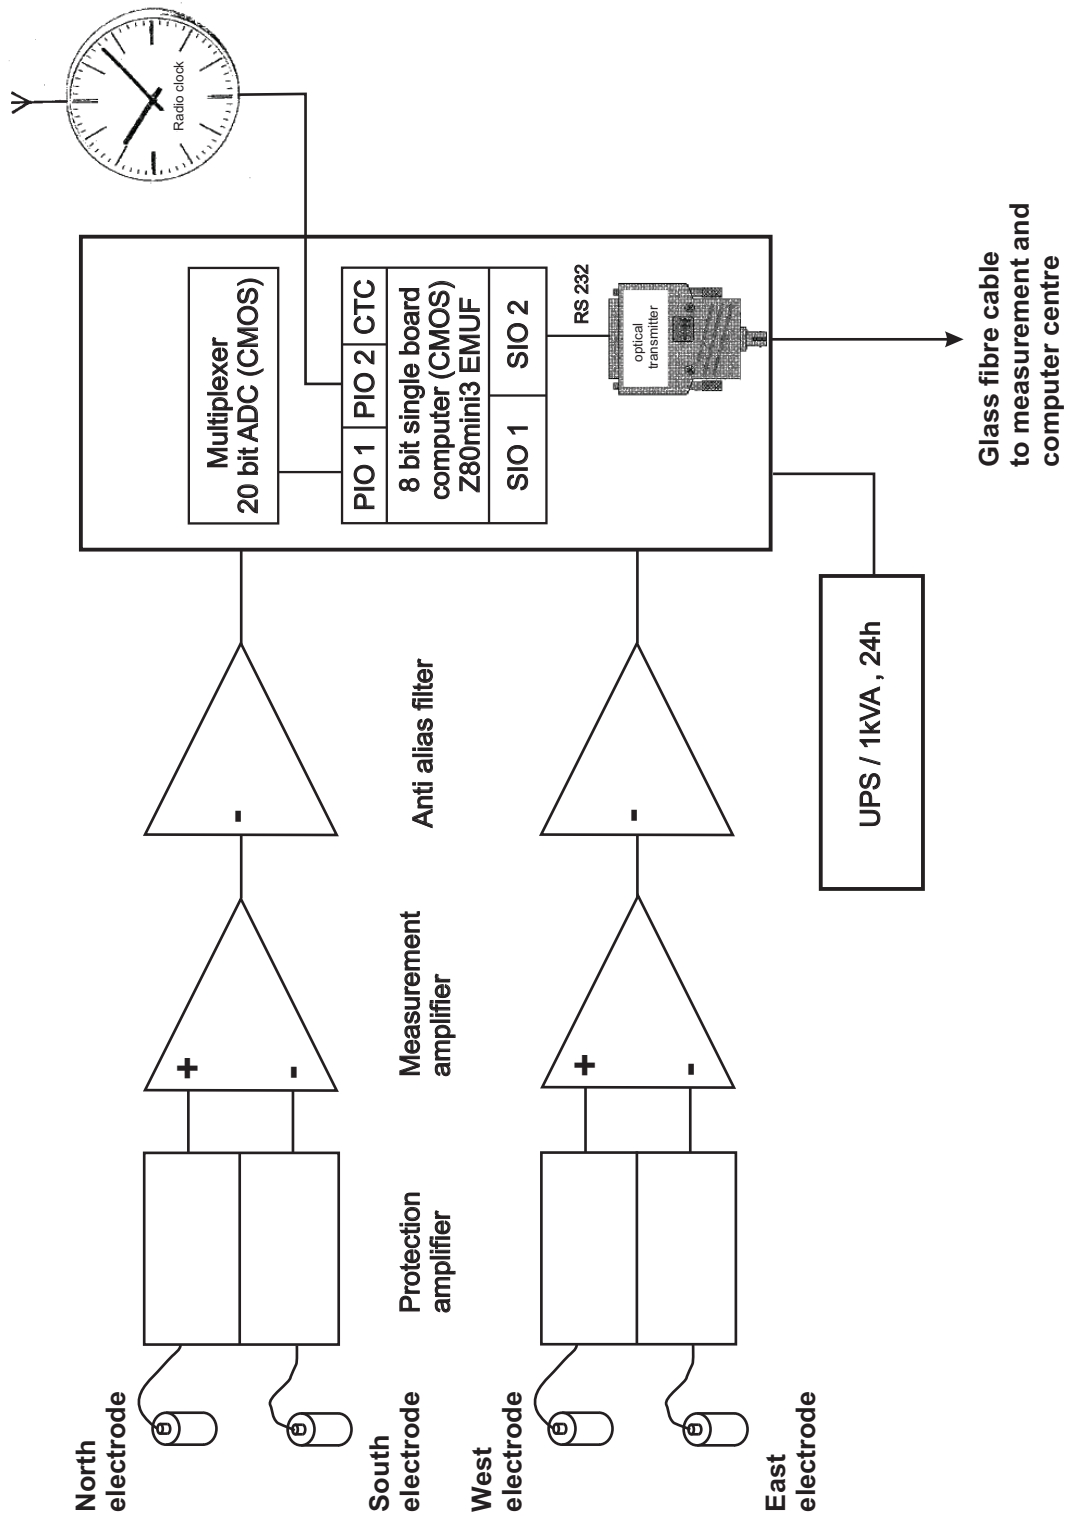 North
electrode
South
electrode
West
electrode
East
electrode
Protection
amplifier
+
-
+
-
Measurement
amplifier
-
-
Anti alias filter
Multiplexer
20 bit ADC (CMOS)
PIO 1
PIO 2
CTC
8 bit single board
computer (CMOS)
Z80mini3 EMUF
SIO 1
SIO 2
RS 232
optical
transmitter
Radio clock
UPS / 1kVA , 24h
Glass fibre cable
to measurement and
computer centre